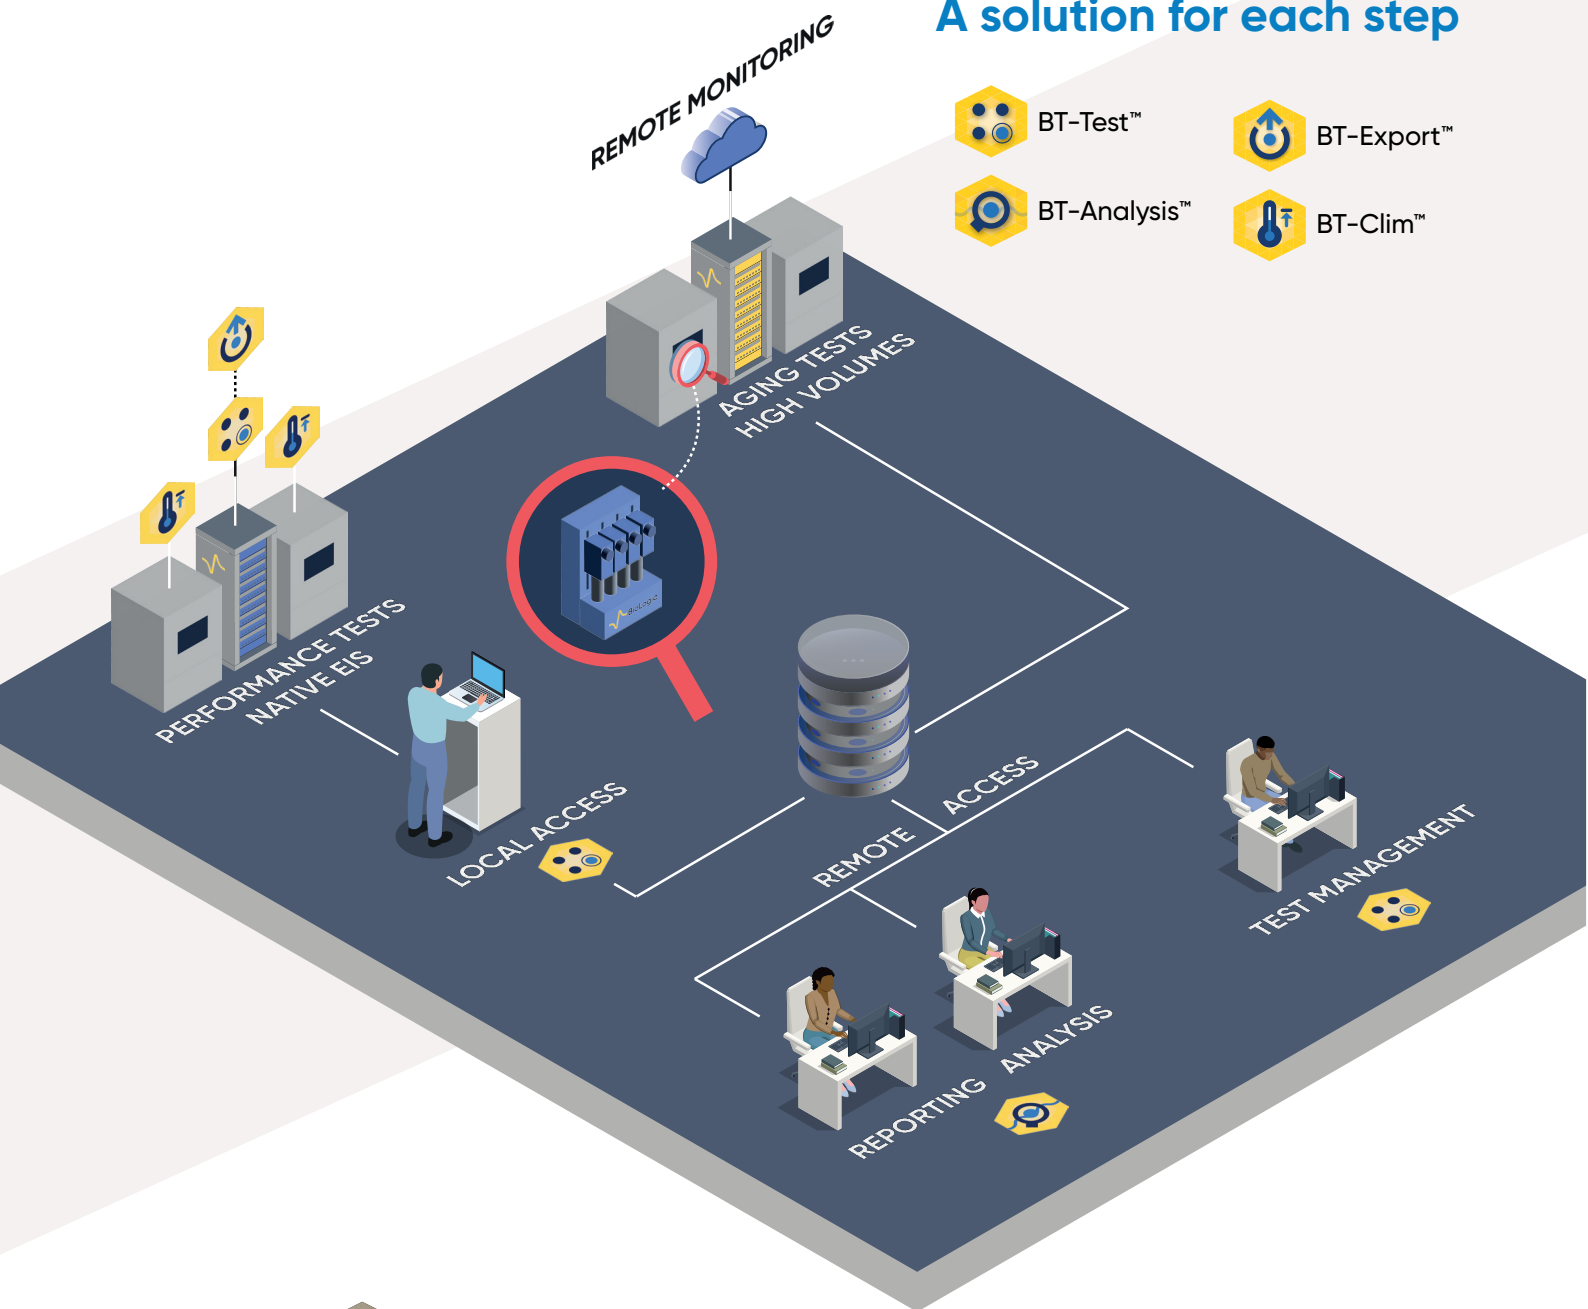 A solution for each step
REMOTE MONITORING
BT-Test™
BT-Export™
BT-Analysis™
BT-Clim™
AGING TESTS
HIGH VOLUMES
PERFORMANCE TESTS
NATIVE EIS
BioLogic
LOCAL ACCESS
REMOTE ACCESS
TEST MANAGEMENT
REPORTING ANALYSIS